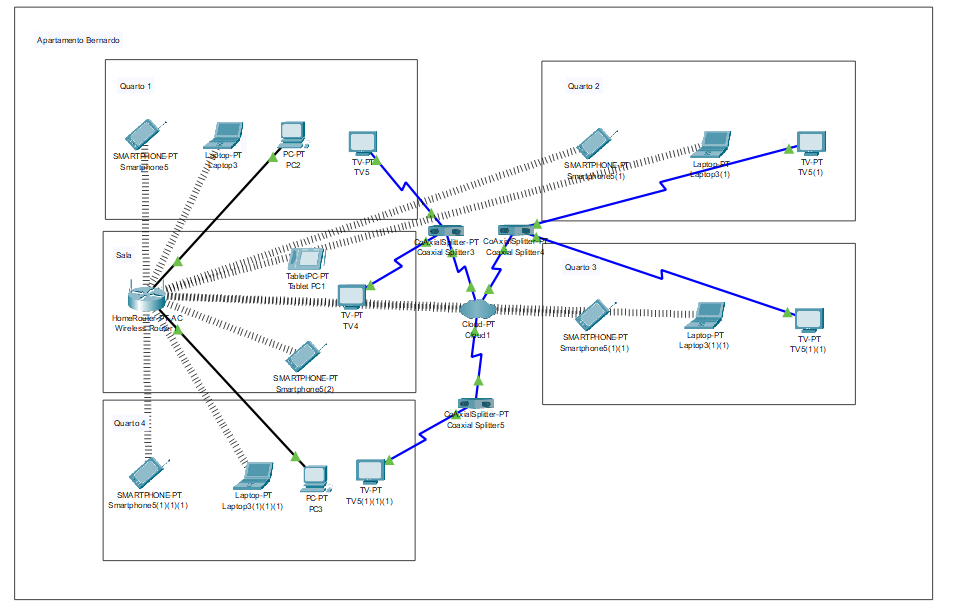 Apartamento Bernardo
Quarto 1
SMARTPHONE-PT
Smartphone5
Laptop-PT
Laptop3
PC-PT
PC2
TV-PT
TV5
Quarto 2
SMARTPHONE-PT
Smartphone5(1)
Laptop-PT
Laptop3(1)
TV-PT
TV5(1)
CoAxialSplitter-PT
Coaxial Splitter3
CoAxialSplitter-PT
Coaxial Splitter4
Sala
TabletPC-PT
Tablet PC1
HomeRouter-PT-AC
Wireless Router
TV-PT
TV4
SMARTPHONE-PT
Smartphone5(2)
Cloud-PT
Cloud1
Quarto 3
SMARTPHONE-PT
Smartphone5(1)(1)
Laptop-PT
Laptop3(1)(1)
TV-PT
TV5(1)(1)
CoAxialSplitter-PT
Coaxial Splitter5
Quarto 4
SMARTPHONE-PT
Smartphone5(1)(1)(1)
Laptop-PT
Laptop3(1)(1)(1)
PC-PT
PC3
TV-PT
TV5(1)(1)(1)